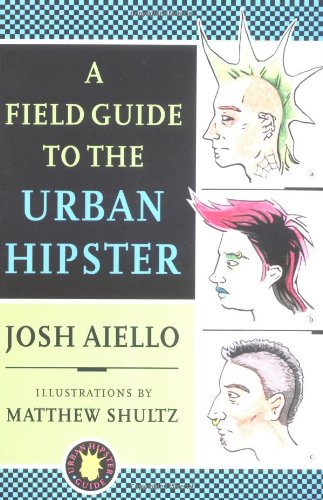 A
FIELD GUIDE
TO THE
URBAN
HIPSTER
JOSH AIELLO
ILLUSTRATIONS BY
MATTHEW SHULTZ
URBAN HIPSTER
GUIDE
a
b
c